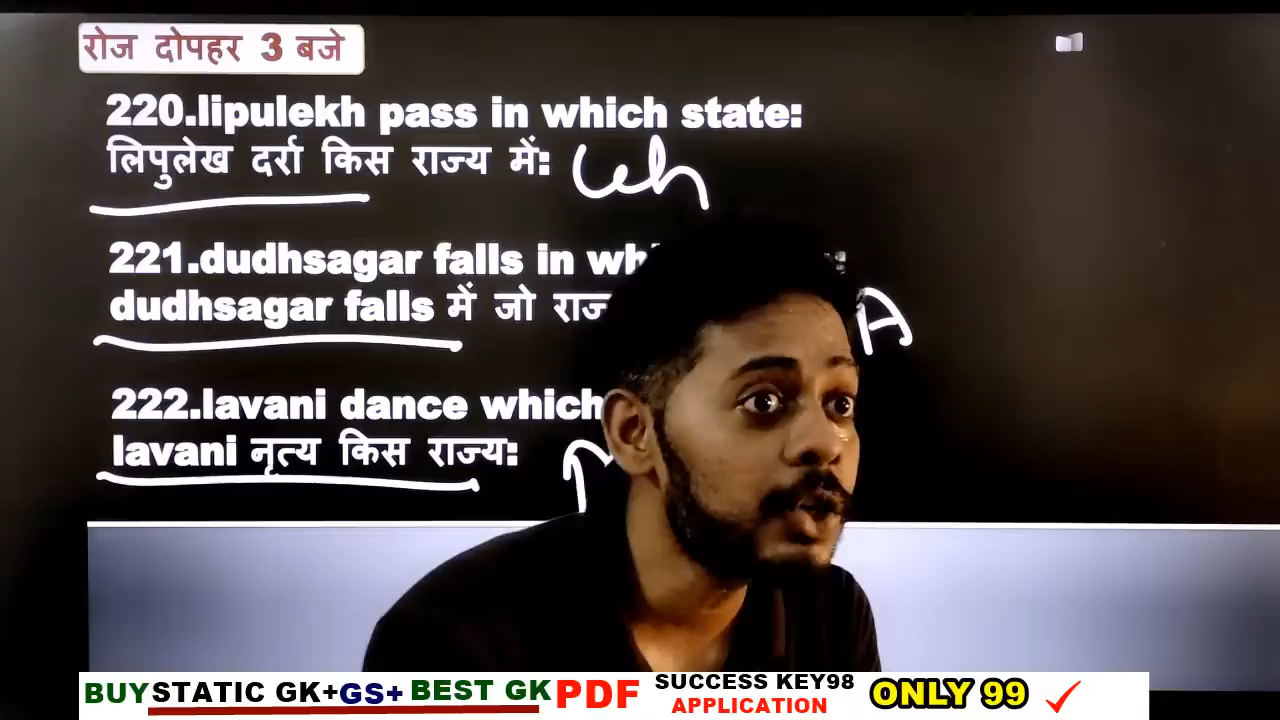 रोज दोपहर 3 बजे
220.lipulekh pass in which state:
लिपुलेख दर्रा किस राज्य में:
221.dudhsagar falls in
dudhsagar falls में जो
222.lavani dance which
lavani नृत्य किस राज्य:
BUY STATIC GK+GS+ BEST GK PDF SUCCESS KEY98 APPLICATION ONLY 99 ✓